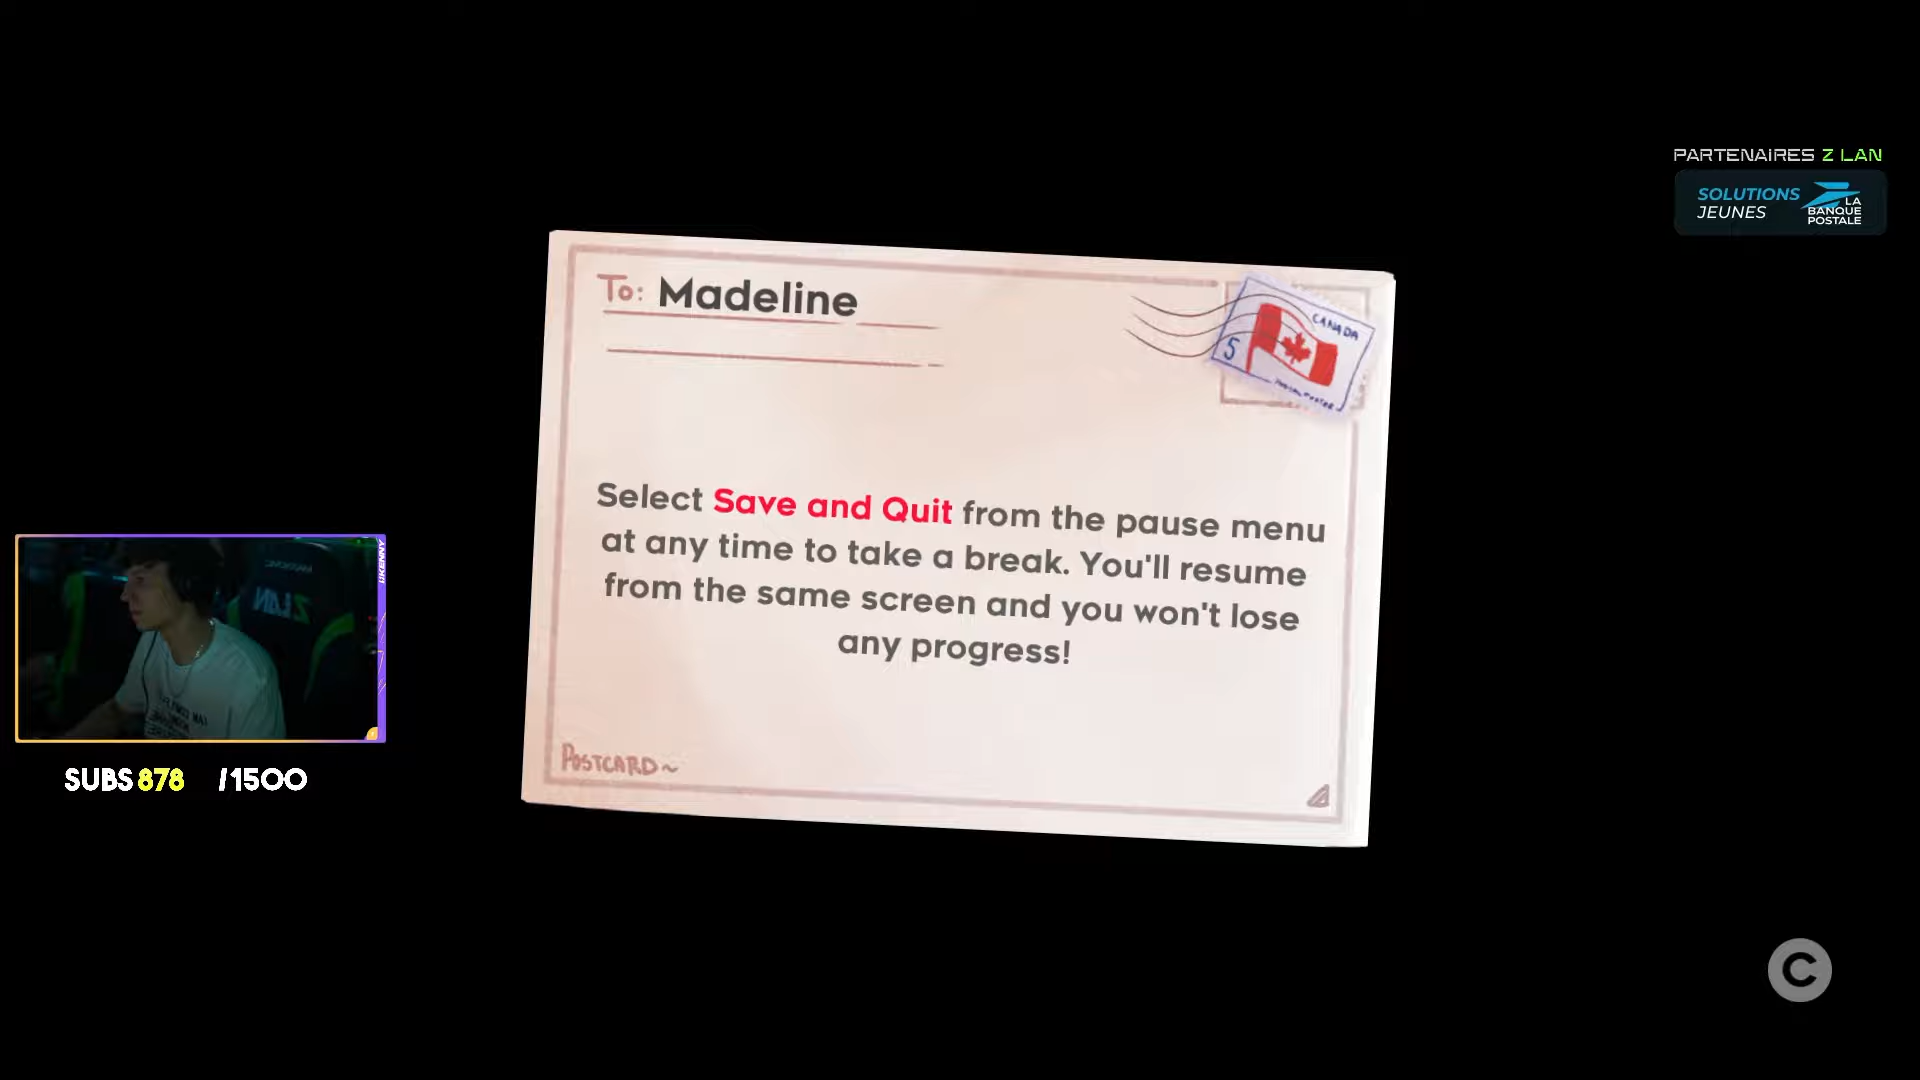 PARTENAIRES Z LAN
SOLUTIONS
JEUNES
LA
BANQUE
POSTALE
To: Madeline
CANADA
5
Select Save and Quit from the pause menu
at any time to take a break. You'll resume
from the same screen and you won't lose
any progress!
POSTCARD~
Z LAN
SUBS 878 /1500
C